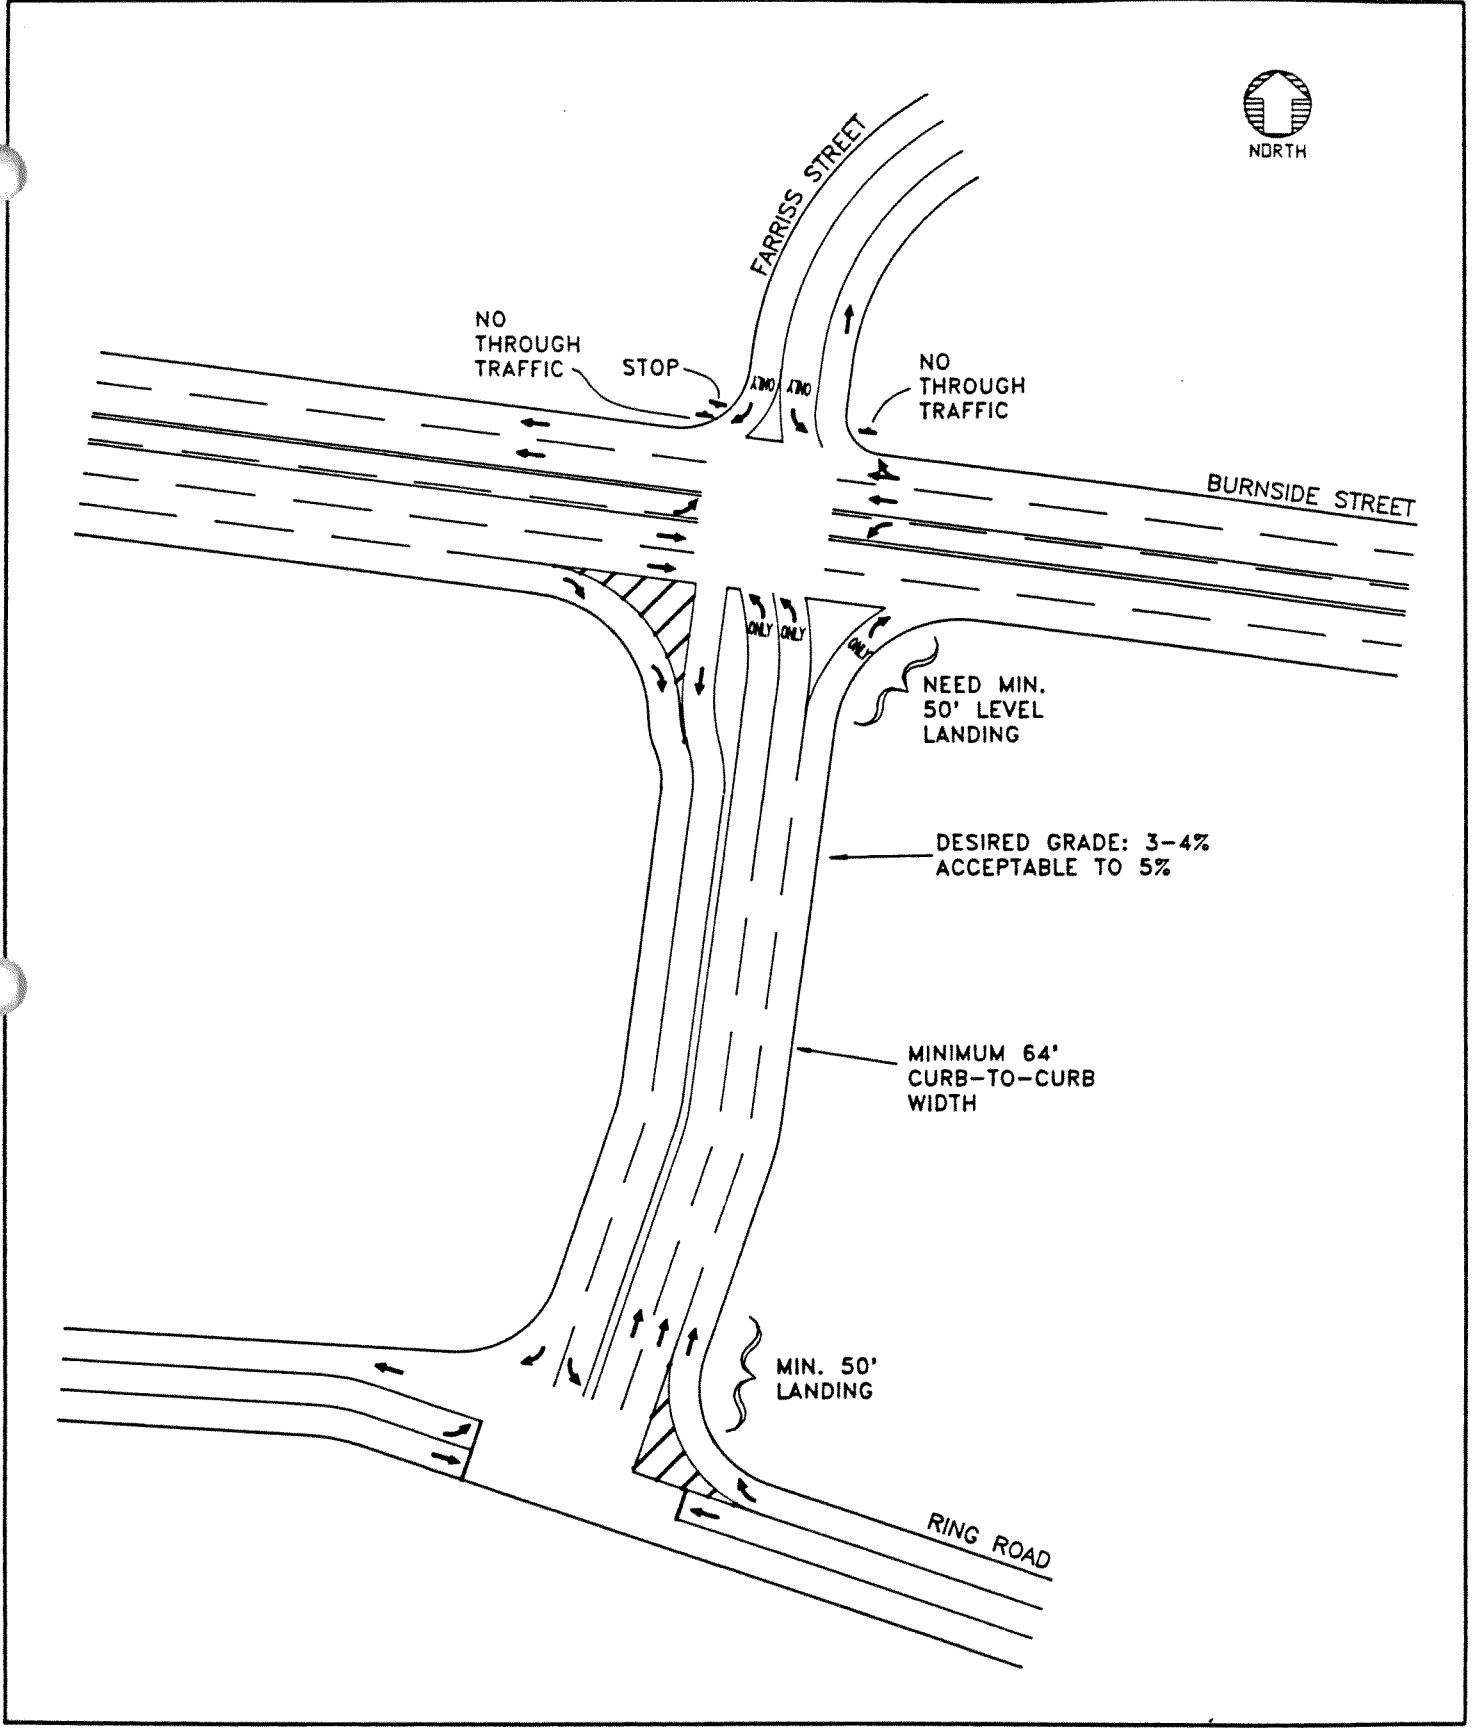 NORTH
FARRISS STREET
NO
THROUGH
TRAFFIC
STOP
ONLY
ONLY
NO
THROUGH
TRAFFIC
BURNSIDE STREET
ONLY
ONLY
ONLY
NEED MIN.
50' LEVEL
LANDING
DESIRED GRADE: 3-4%
ACCEPTABLE TO 5%
MINIMUM 64'
CURB-TO-CURB
WIDTH
MIN. 50'
LANDING
RING ROAD